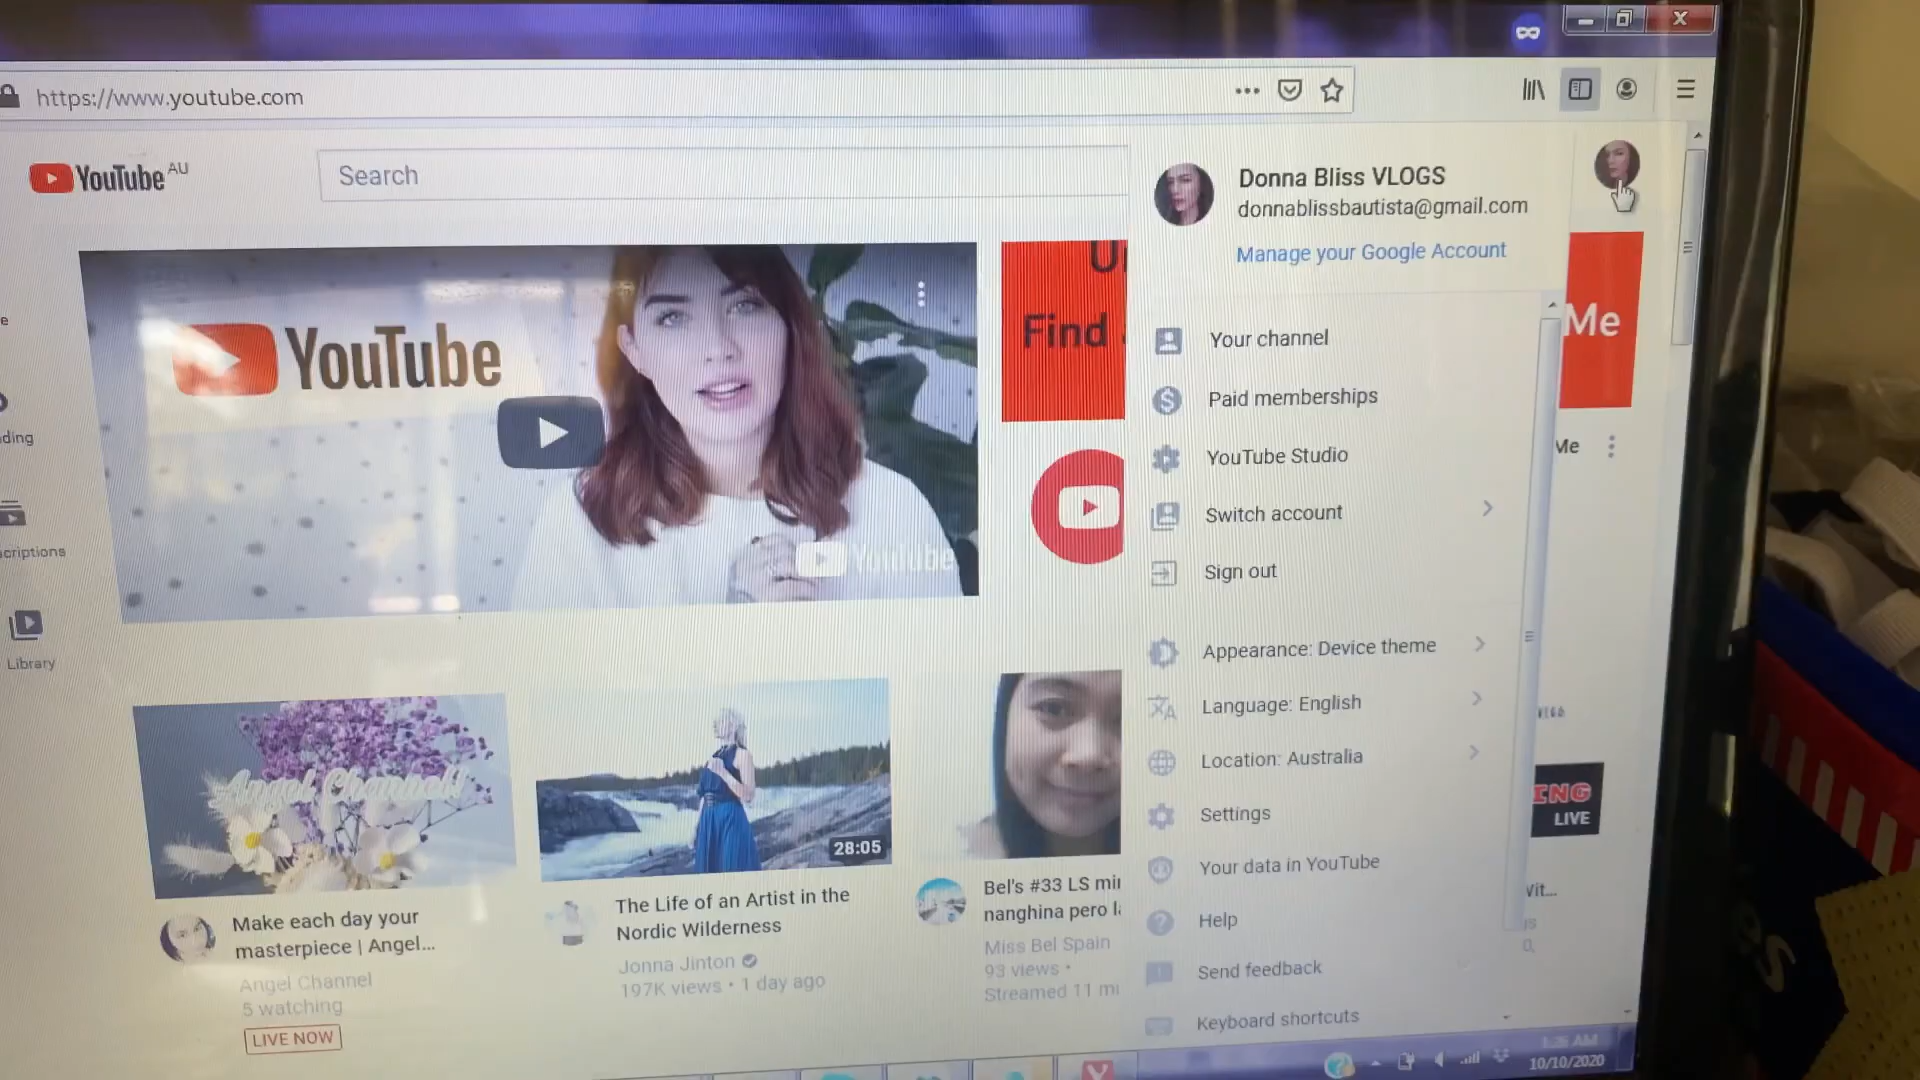 https://www.youtube.com
YouTube AU
Search
Donna Bliss VLOGS
donnablissbautista@gmail.com
Manage your Google Account
YouTube
YouTube
Find
Me
Me
Your channel
Paid memberships
YouTube Studio
Switch account
Sign out
Appearance: Device theme
Language: English
Location: Australia
Settings
Your data in YouTube
Help
Send feedback
Keyboard shortcuts
ding
criptions
Library
Angel Channel!
28:05
ING
LIVE
Make each day your
masterpiece | Angel...
Angel Channel
5 watching
LIVE NOW
The Life of an Artist in the
Nordic Wilderness
Jonna Jinton
197K views • 1 day ago
Bel's #33 LS
nanghina pero
Miss Bel Spain
93 views •
Streamed 11
10/10/2020